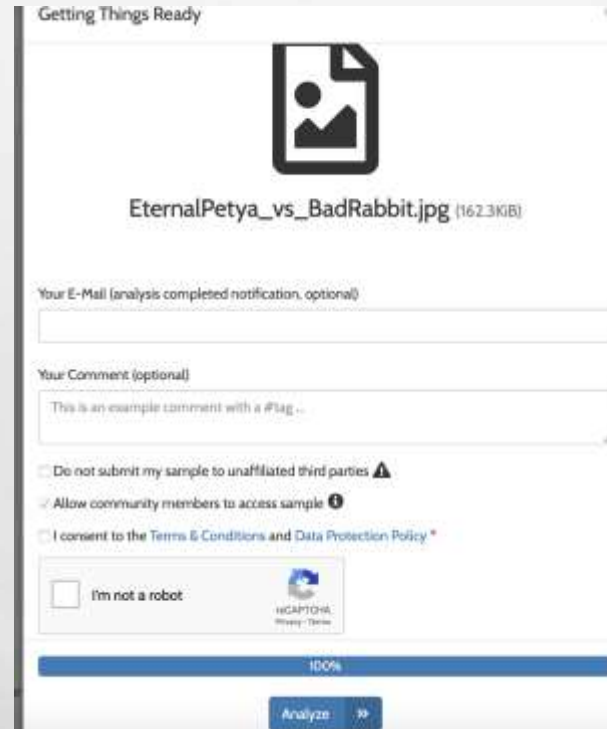 Getting Things Ready
EternalPetya_vs_BadRabbit.jpg (162.3KiB)
Your E-Mail (analysis completed notification, optional)
Your Comment (optional)
This is an example comment with a #tag ...
Do not submit my sample to unaffiliated third parties
Allow community members to access sample
I consent to the Terms & Conditions and Data Protection Policy *
I'm not a robot
reCAPTCHA
Privacy - Terms
100%
Analyze